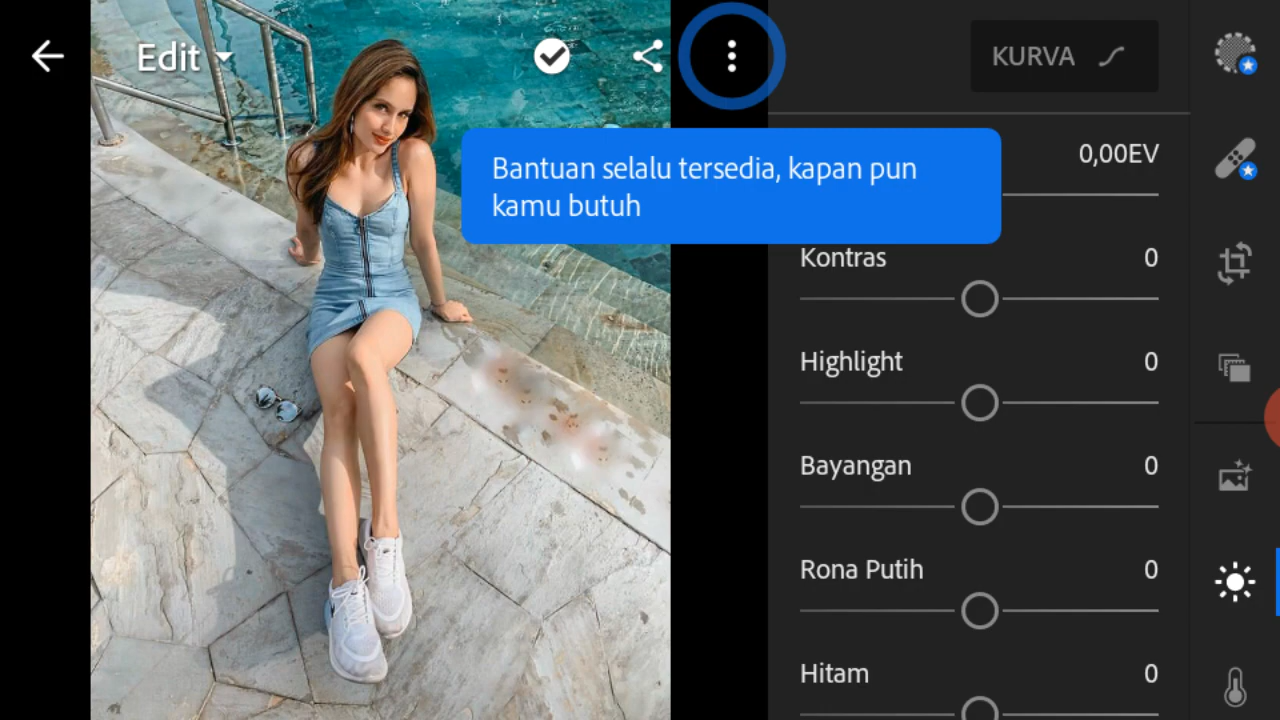 Edit
KURVA
Bantuan selalu tersedia, kapan pun
kamu butuh
0,00EV
Kontras 0
Highlight 0
Bayangan 0
Rona Putih 0
Hitam 0